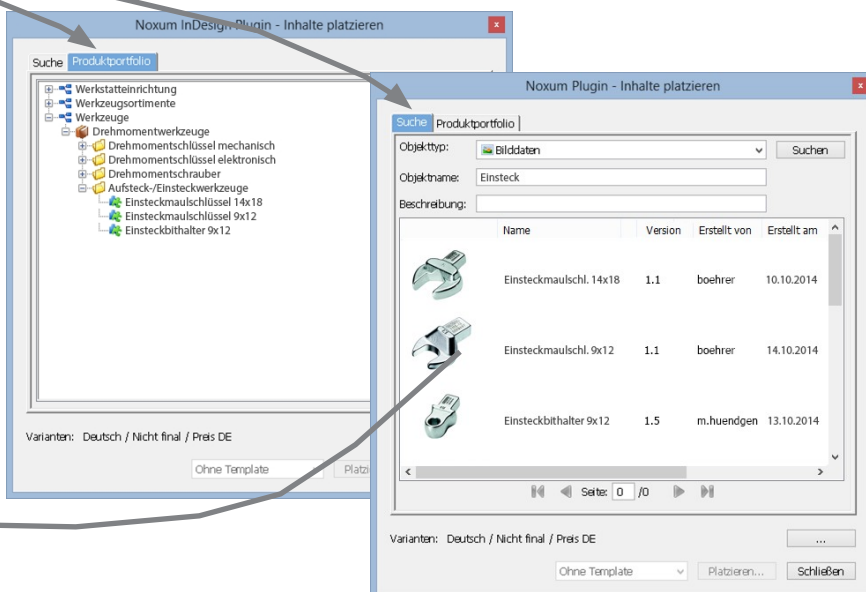 Noxum InDesign Plugin - Inhalte platzieren
x
Suche Produktportfolio
Werkstatteinrichtung
Werkzeugsortimente
Werkzeuge
Drehmomentwerkzeuge
Drehmomentschlüssel mechanisch
Drehmomentschlüssel elektronisch
Drehmomentschrauber
Aufsteck-/Einsteckwerkzeuge
Einsteckmaulschlüssel 14x18
Einsteckmaulschlüssel 9x12
Einsteckbithalter 9x12
Varianten: Deutsch / Nicht final / Preis DE
Ohne Template Platzi
Noxum Plugin - Inhalte platzieren
x
Suche Produktportfolio
Objekttyp: Bilddaten Suchen
Objektname: Einsteck
Beschreibung:
Name Version Erstellt von Erstellt am
Einsteckmaulschl. 14x18 1.1 boehrer 10.10.2014
Einsteckmaulschl. 9x12 1.1 boehrer 14.10.2014
Einsteckbithalter 9x12 1.5 m.huendgen 13.10.2014
Seite: 0 /0
Varianten: Deutsch / Nicht final / Preis DE ...
Ohne Template Platzieren... Schließen